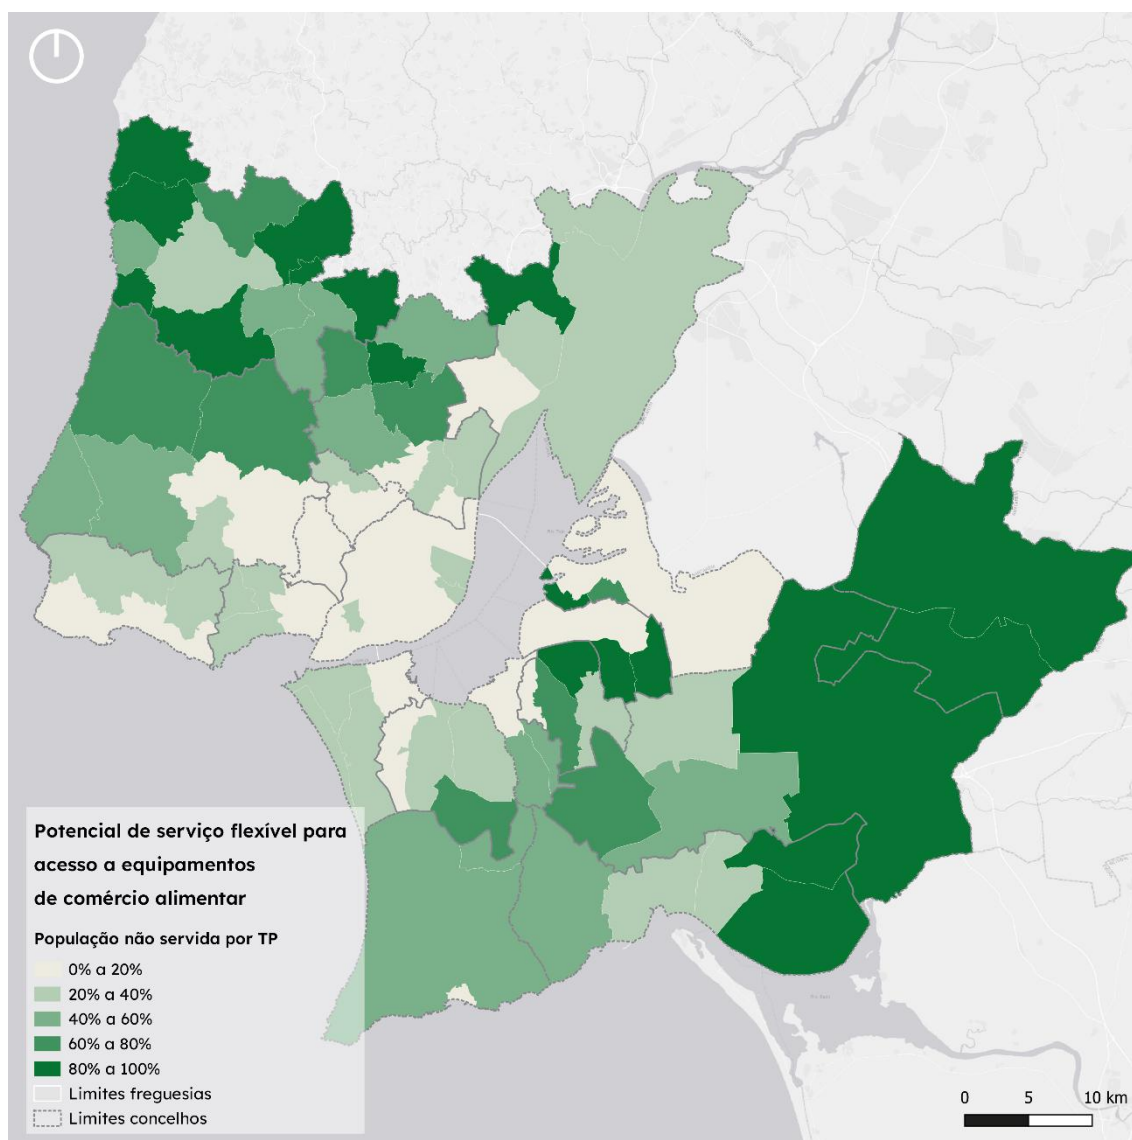 Potencial de serviço flexível para
acesso a equipamentos
de comércio alimentar
População não servida por TP
0% a 20%
20% a 40%
40% a 60%
60% a 80%
80% a 100%
Limites freguesias
Limites concelhos
0 5 10 km